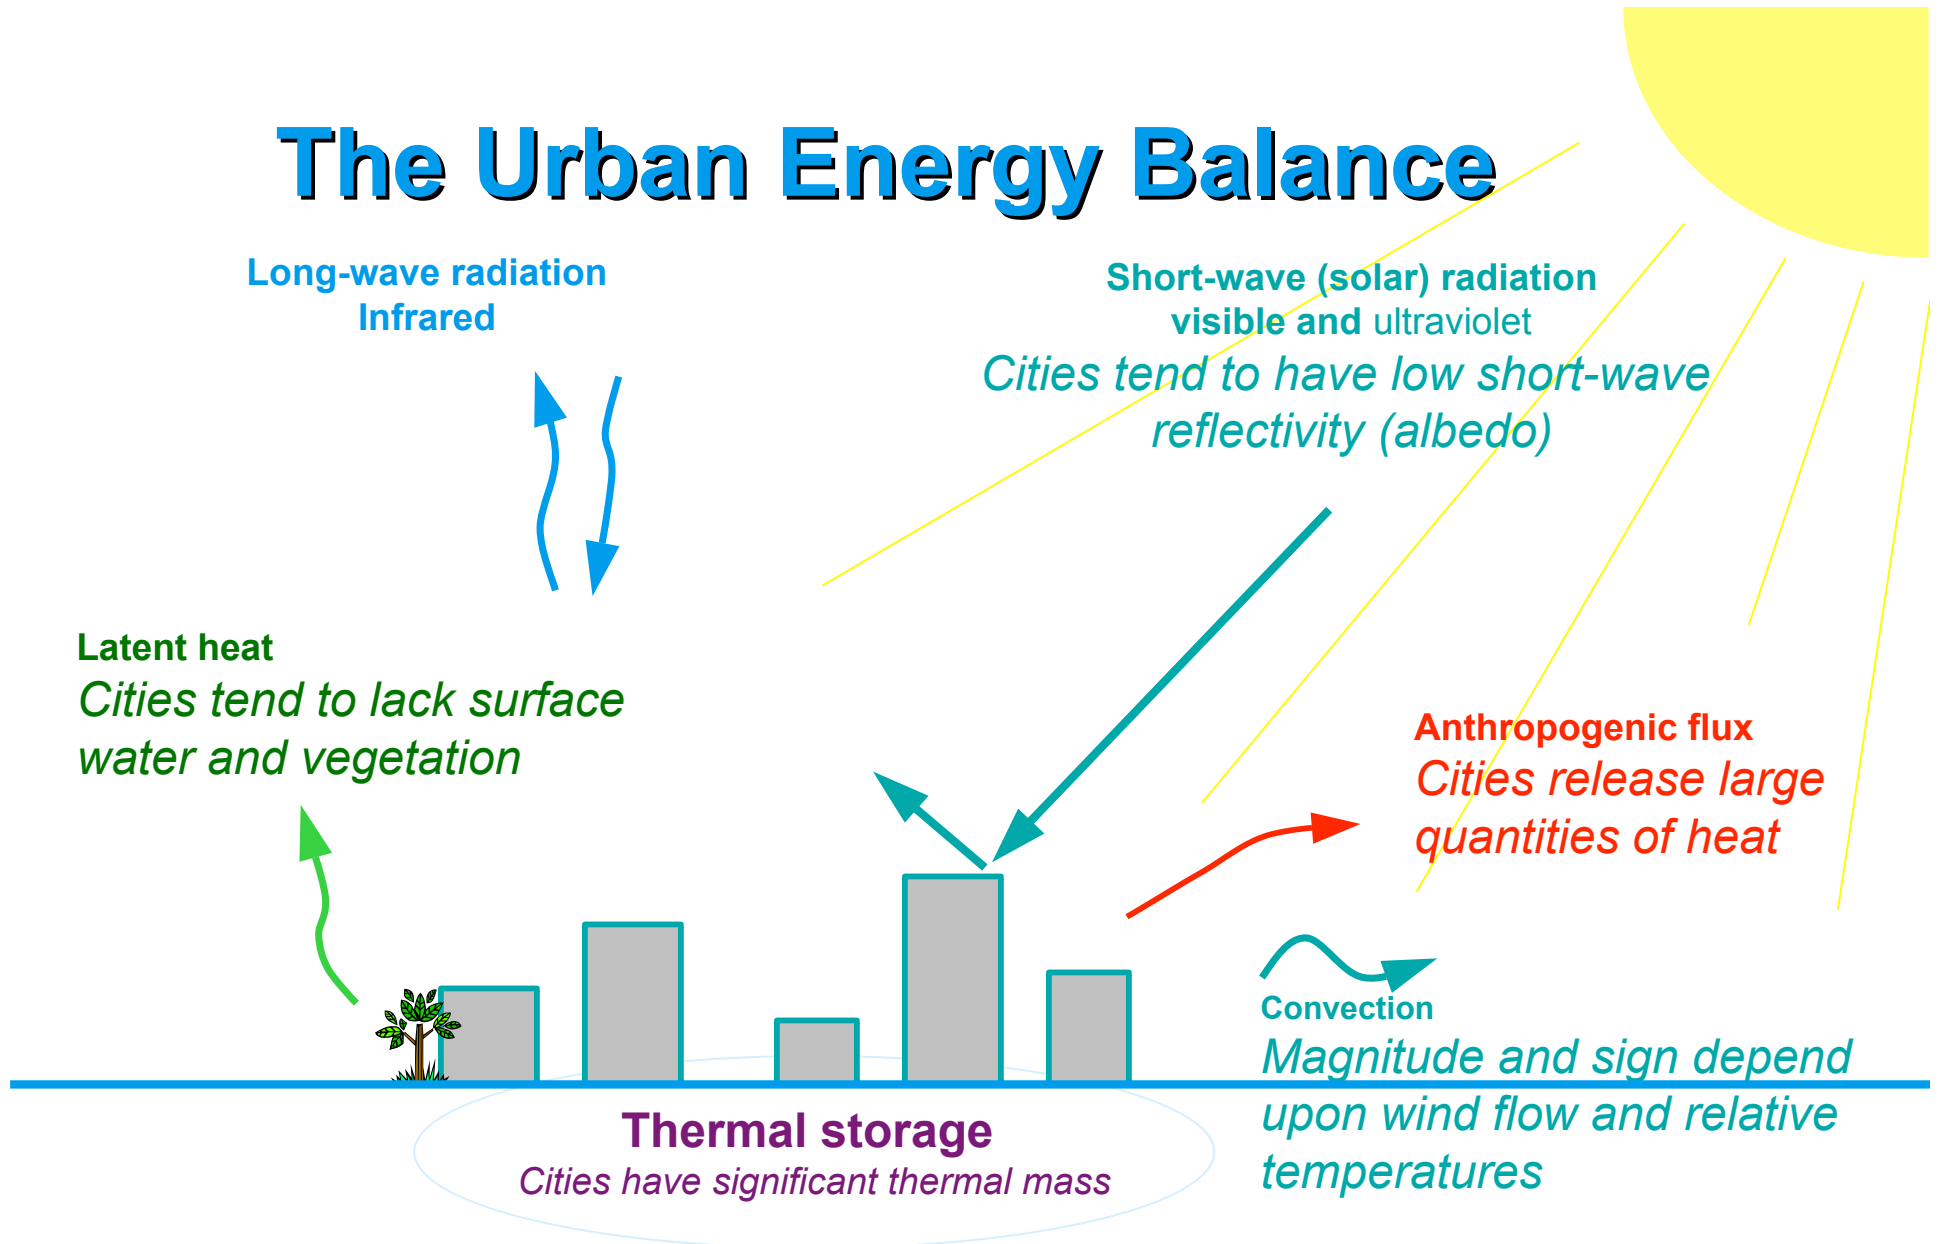 The Urban Energy Balance
Long-wave radiation
Infrared
Short-wave (solar) radiation
visible and ultraviolet
Cities tend to have low short-wave
reflectivity (albedo)
Latent heat
Cities tend to lack surface
water and vegetation
Anthropogenic flux
Cities release large
quantities of heat
Convection
Magnitude and sign depend
upon wind flow and relative
temperatures
Thermal storage
Cities have significant thermal mass